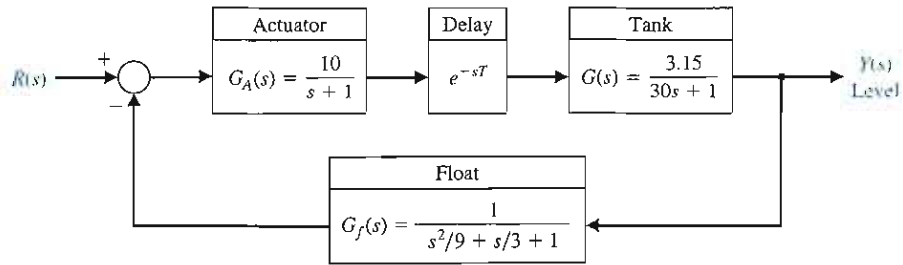 Actuator
Delay
Tank
R(s)
+
−
G_A(s) = 10 / (s + 1)
e^{-sT}
G(s) = 3.15 / (30s + 1)
Y(s)
Level
Float
G_f(s) = 1 / (s^2/9 + s/3 + 1)